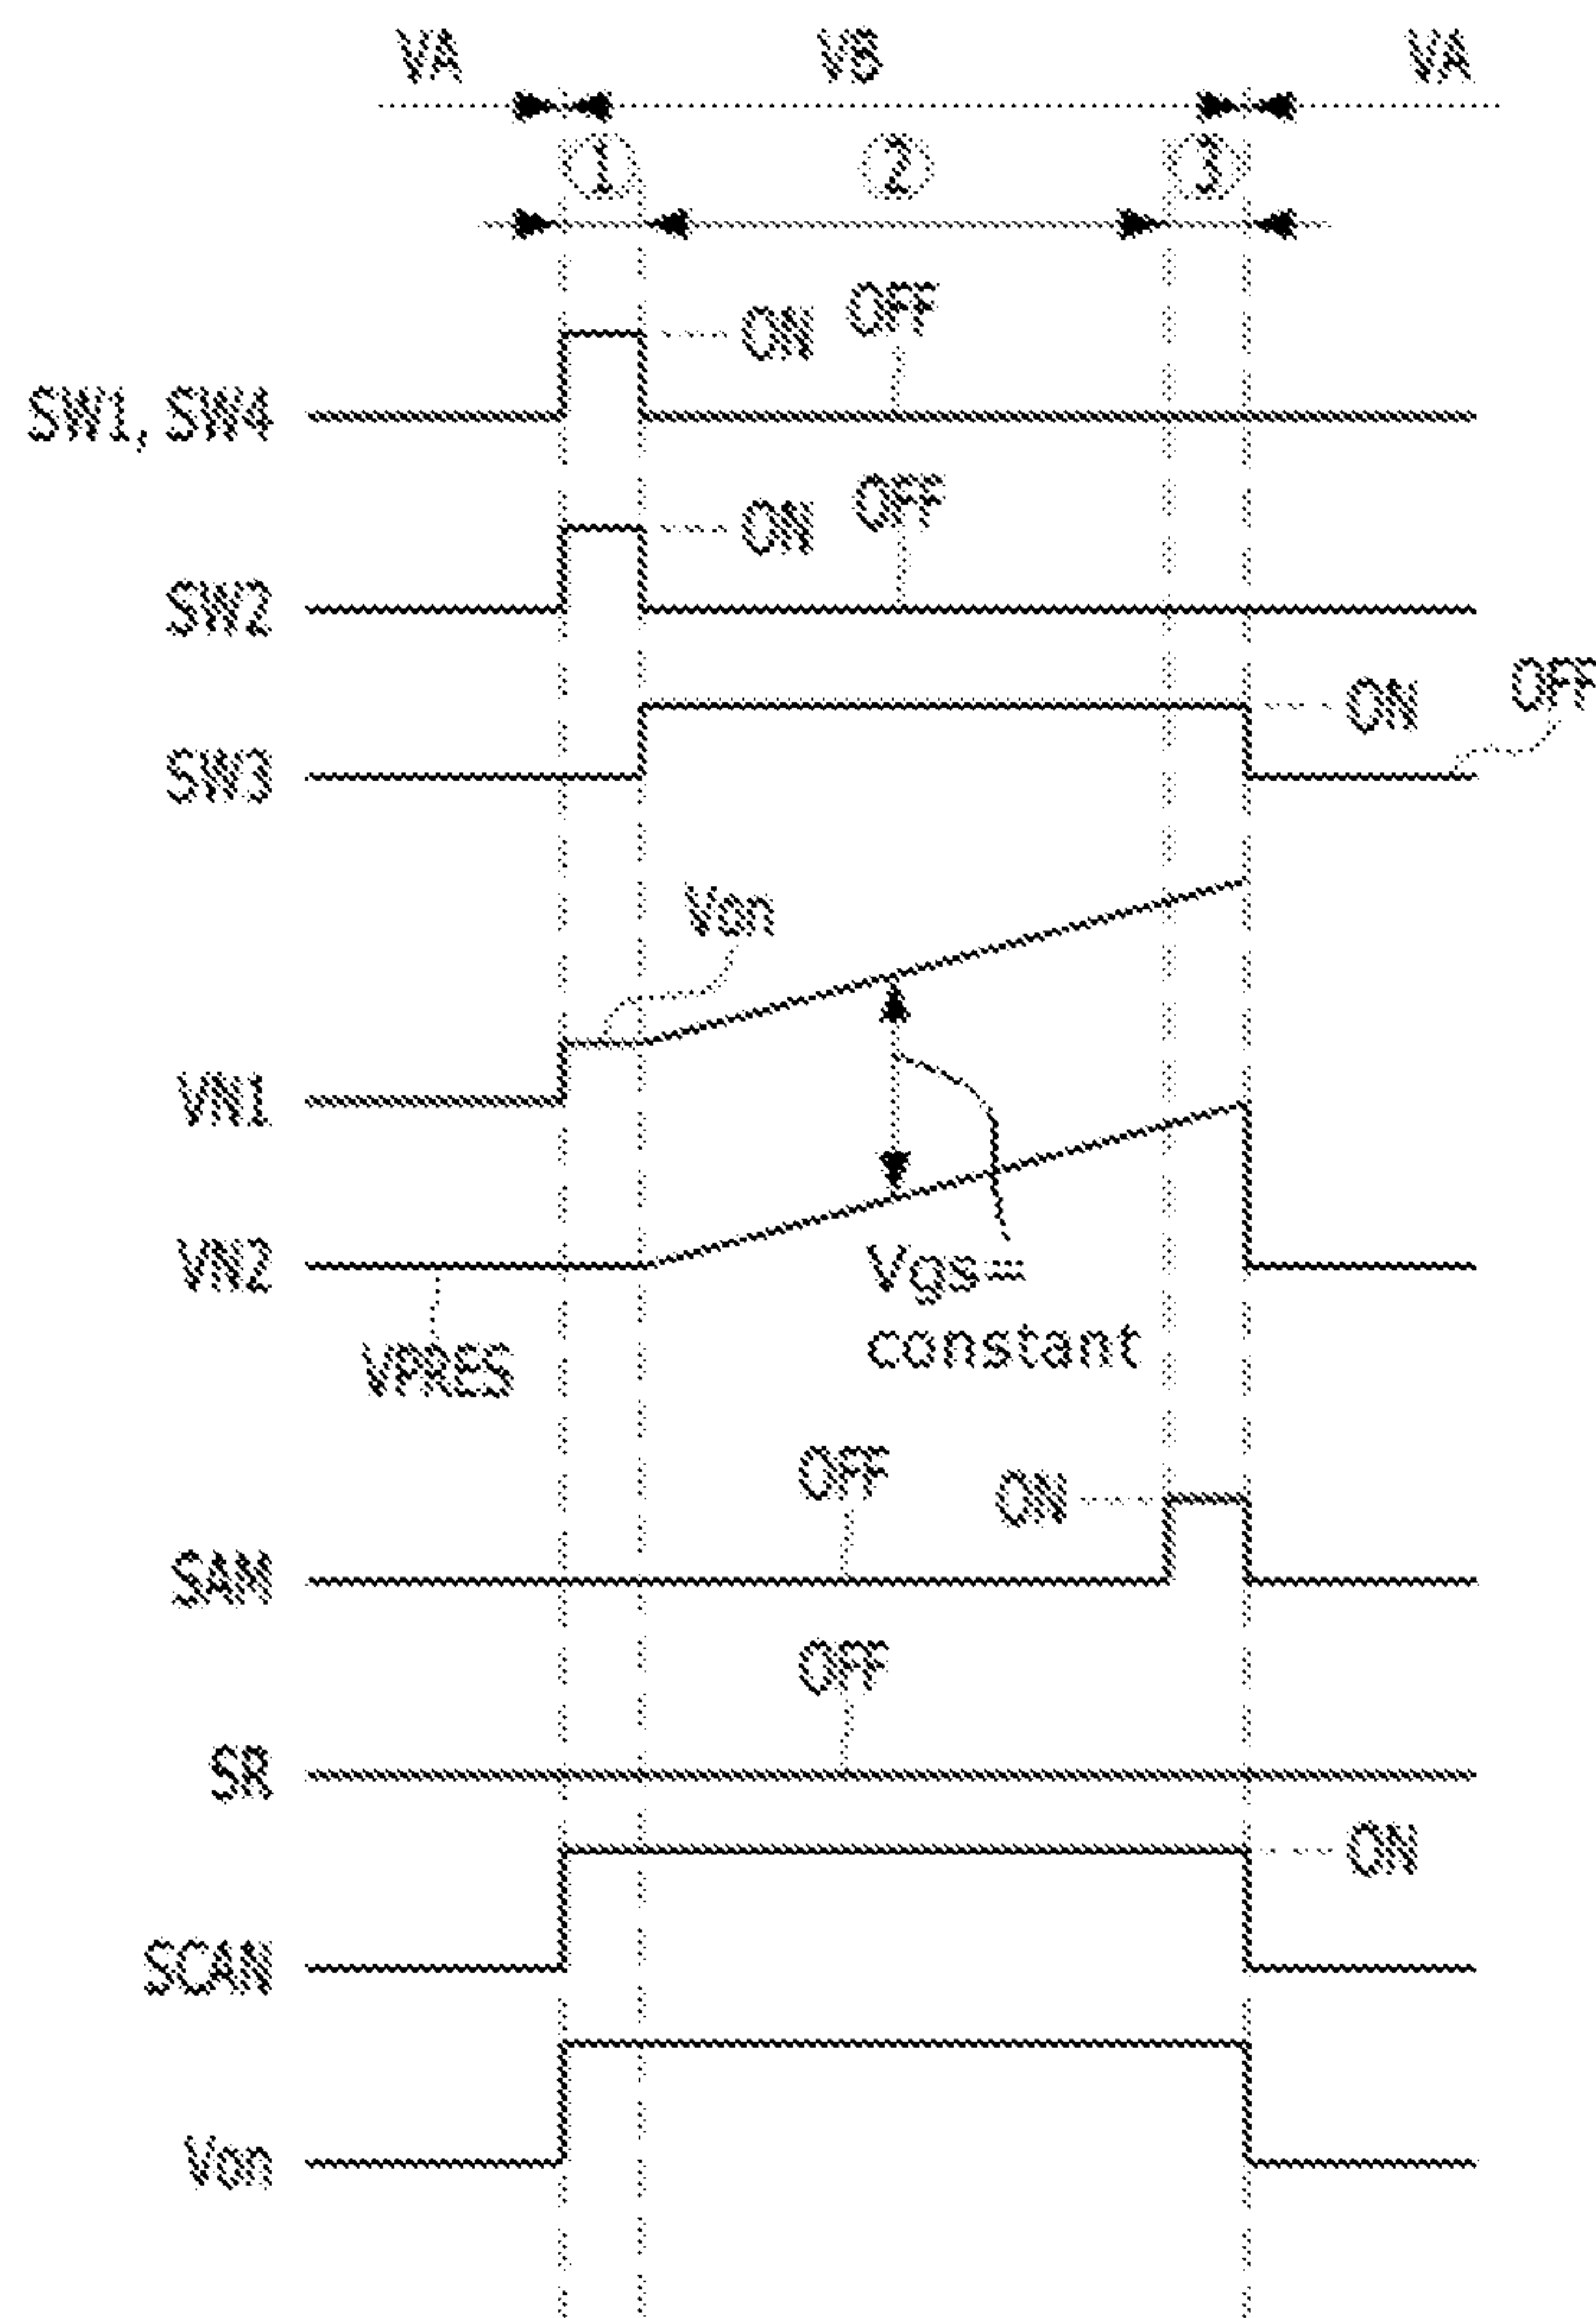 VA VB VA
① ② ③
ON OFF
SW1, SW4
ON OFF
SW2
ON OFF
SW3
Von
VN1
VN2
Vgs=
constant
VPRES
OFF ON
SAM
OFF
SR
ON
SCAN
Von